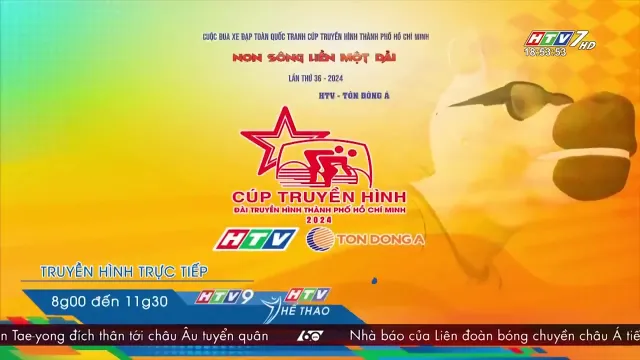 CUỘC ĐUA XE ĐẠP TOÀN QUỐC TRANH CÚP TRUYỀN HÌNH THÀNH PHỐ HỒ CHÍ MINH
NON SÔNG LIỀN MỘT DẢI
LẦN THỨ 36 - 2024
HTV - TÔN ĐÔNG Á
HTV7 HD
18:53:53
CÚP TRUYỀN HÌNH
ĐÀI TRUYỀN HÌNH THÀNH PHỐ HỒ CHÍ MINH
2024
HTV TON DONG A
TRUYỀN HÌNH TRỰC TIẾP
8g00 đến 11g30 HTV9 HTV THỂ THAO
n Tae-yong đích thân tới châu Âu tuyển quân 60 Nhà báo của Liên đoàn bóng chuyền châu Á tiế